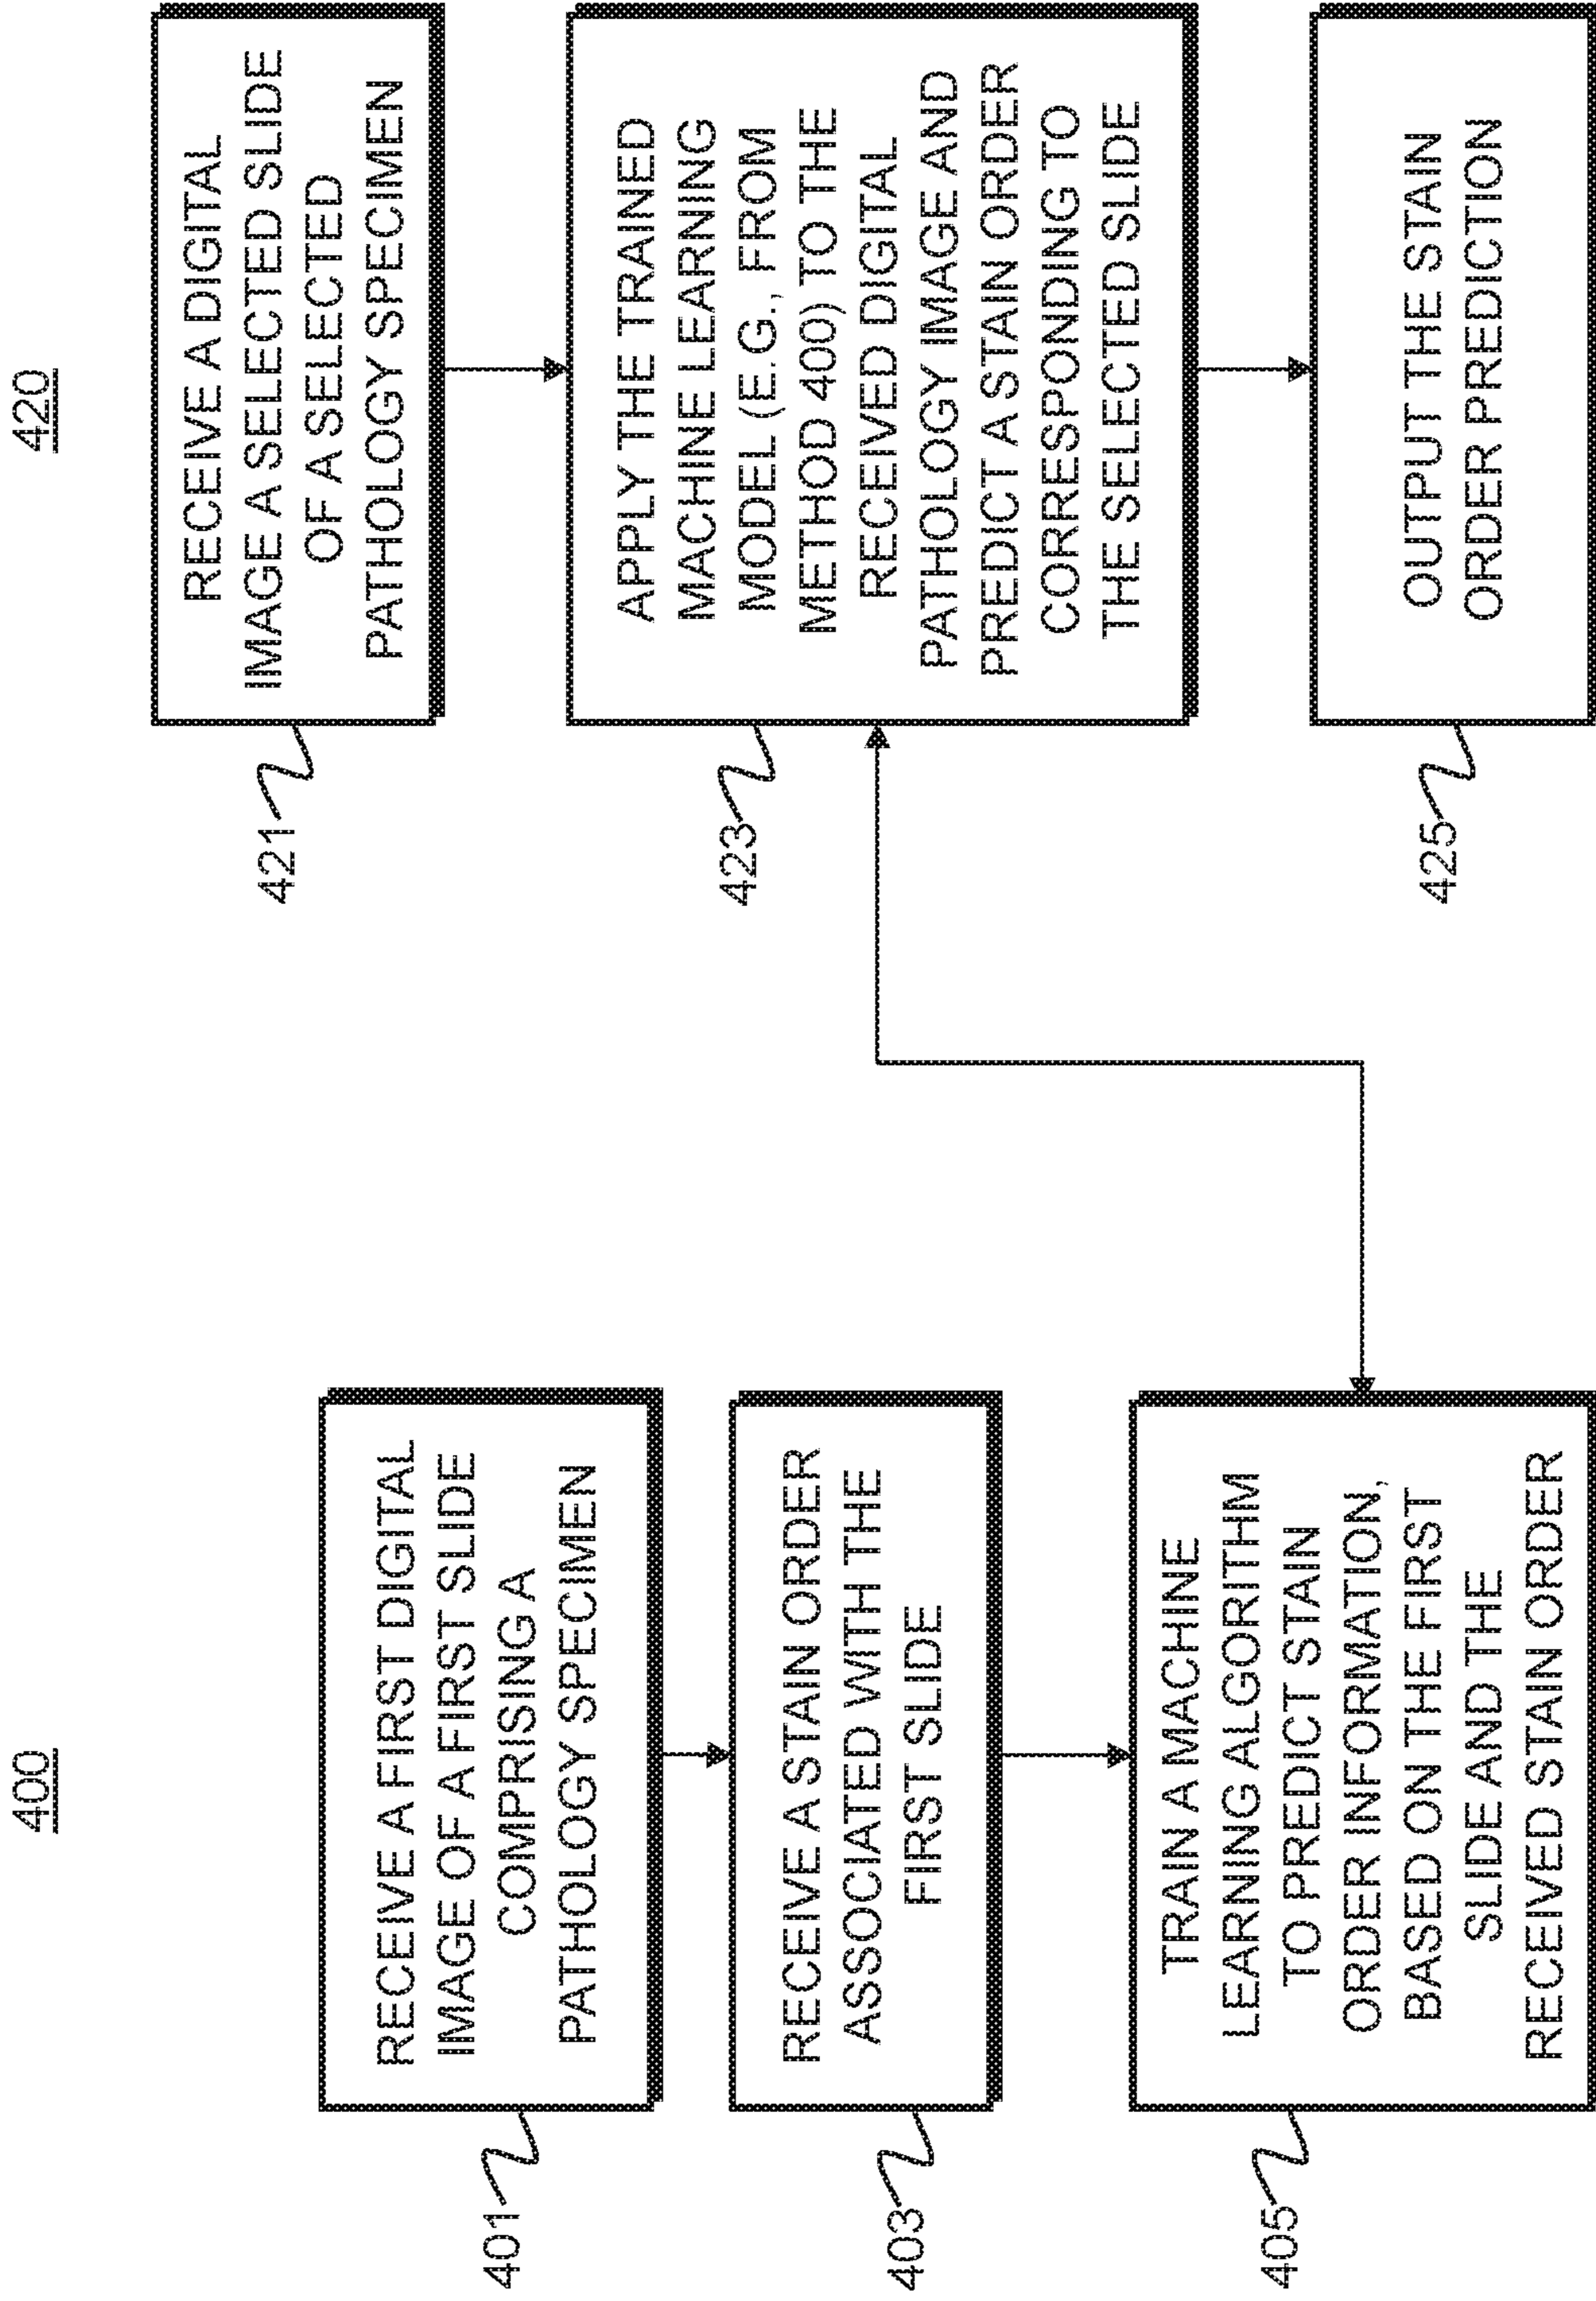 400
401
RECEIVE A FIRST DIGITAL
IMAGE OF A FIRST SLIDE
COMPRISING A
PATHOLOGY SPECIMEN
403
RECEIVE A STAIN ORDER
ASSOCIATED WITH THE
FIRST SLIDE
405
TRAIN A MACHINE
LEARNING ALGORITHM
TO PREDICT STAIN
ORDER INFORMATION,
BASED ON THE FIRST
SLIDE AND THE
RECEIVED STAIN ORDER
420
421
RECEIVE A DIGITAL
IMAGE A SELECTED SLIDE
OF A SELECTED
PATHOLOGY SPECIMEN
423
APPLY THE TRAINED
MACHINE LEARNING
MODEL (E.G., FROM
METHOD 400) TO THE
RECEIVED DIGITAL
PATHOLOGY IMAGE AND
PREDICT A STAIN ORDER
CORRESPONDING TO
THE SELECTED SLIDE
425
OUTPUT THE STAIN
ORDER PREDICTION